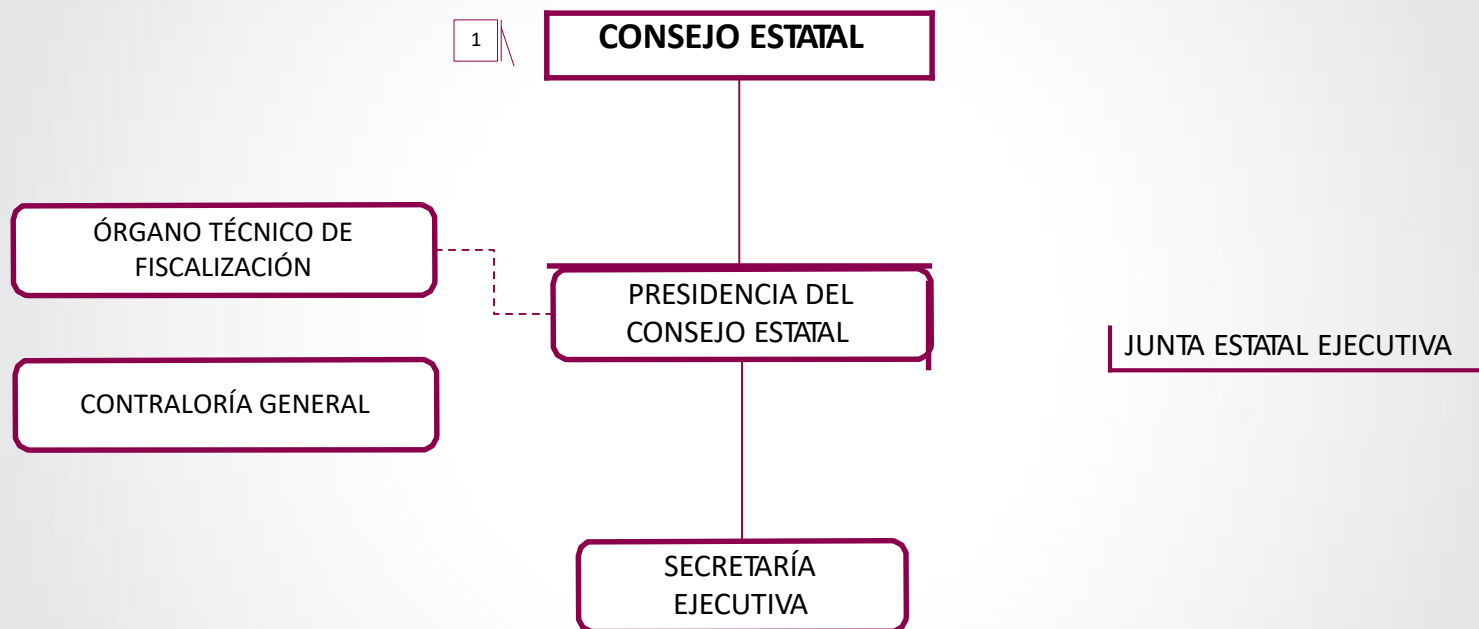 1
CONSEJO ESTATAL
ÓRGANO TÉCNICO DE
FISCALIZACIÓN
PRESIDENCIA DEL
CONSEJO ESTATAL
JUNTA ESTATAL EJECUTIVA
CONTRALORÍA GENERAL
SECRETARÍA
EJECUTIVA